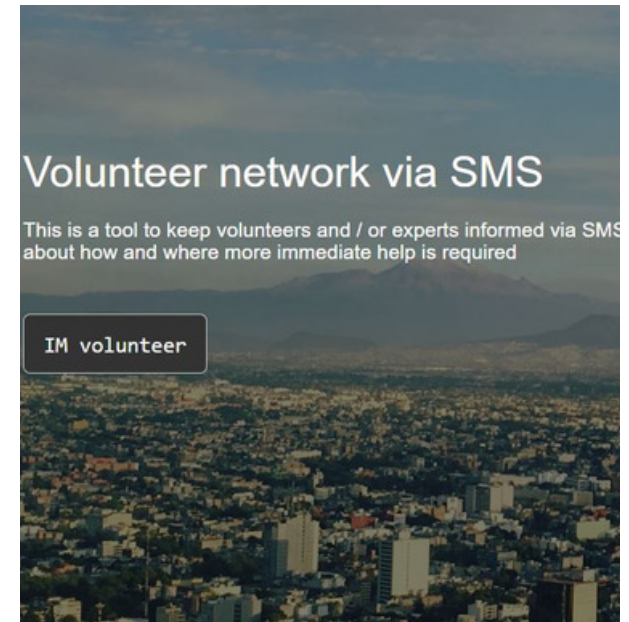 Volunteer network via SMS
This is a tool to keep volunteers and / or experts informed via SMS
about how and where more immediate help is required
IM volunteer